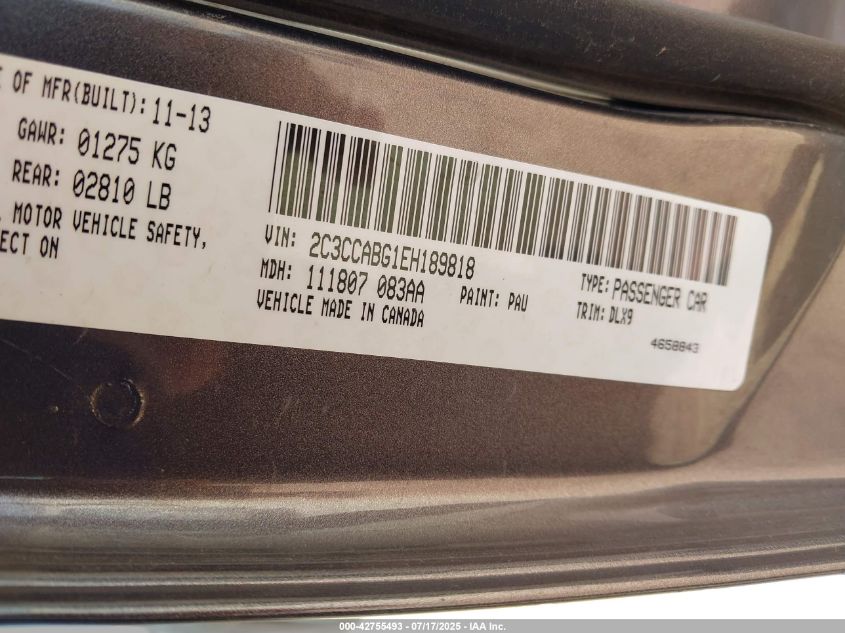 E OF MFR(BUILT): 11-13
GAWR: 01275 KG
REAR: 02810 LB
MOTOR VEHICLE SAFETY,
ECT ON
VIN: 2C3CCABG1EH189818
MDH: 111807 083AA
PAINT: PAU
VEHICLE MADE IN CANADA
TYPE: PASSENGER CAR
TRIM: DLX9
4658843
000-42755493 - 07/17/2025 - IAA Inc.